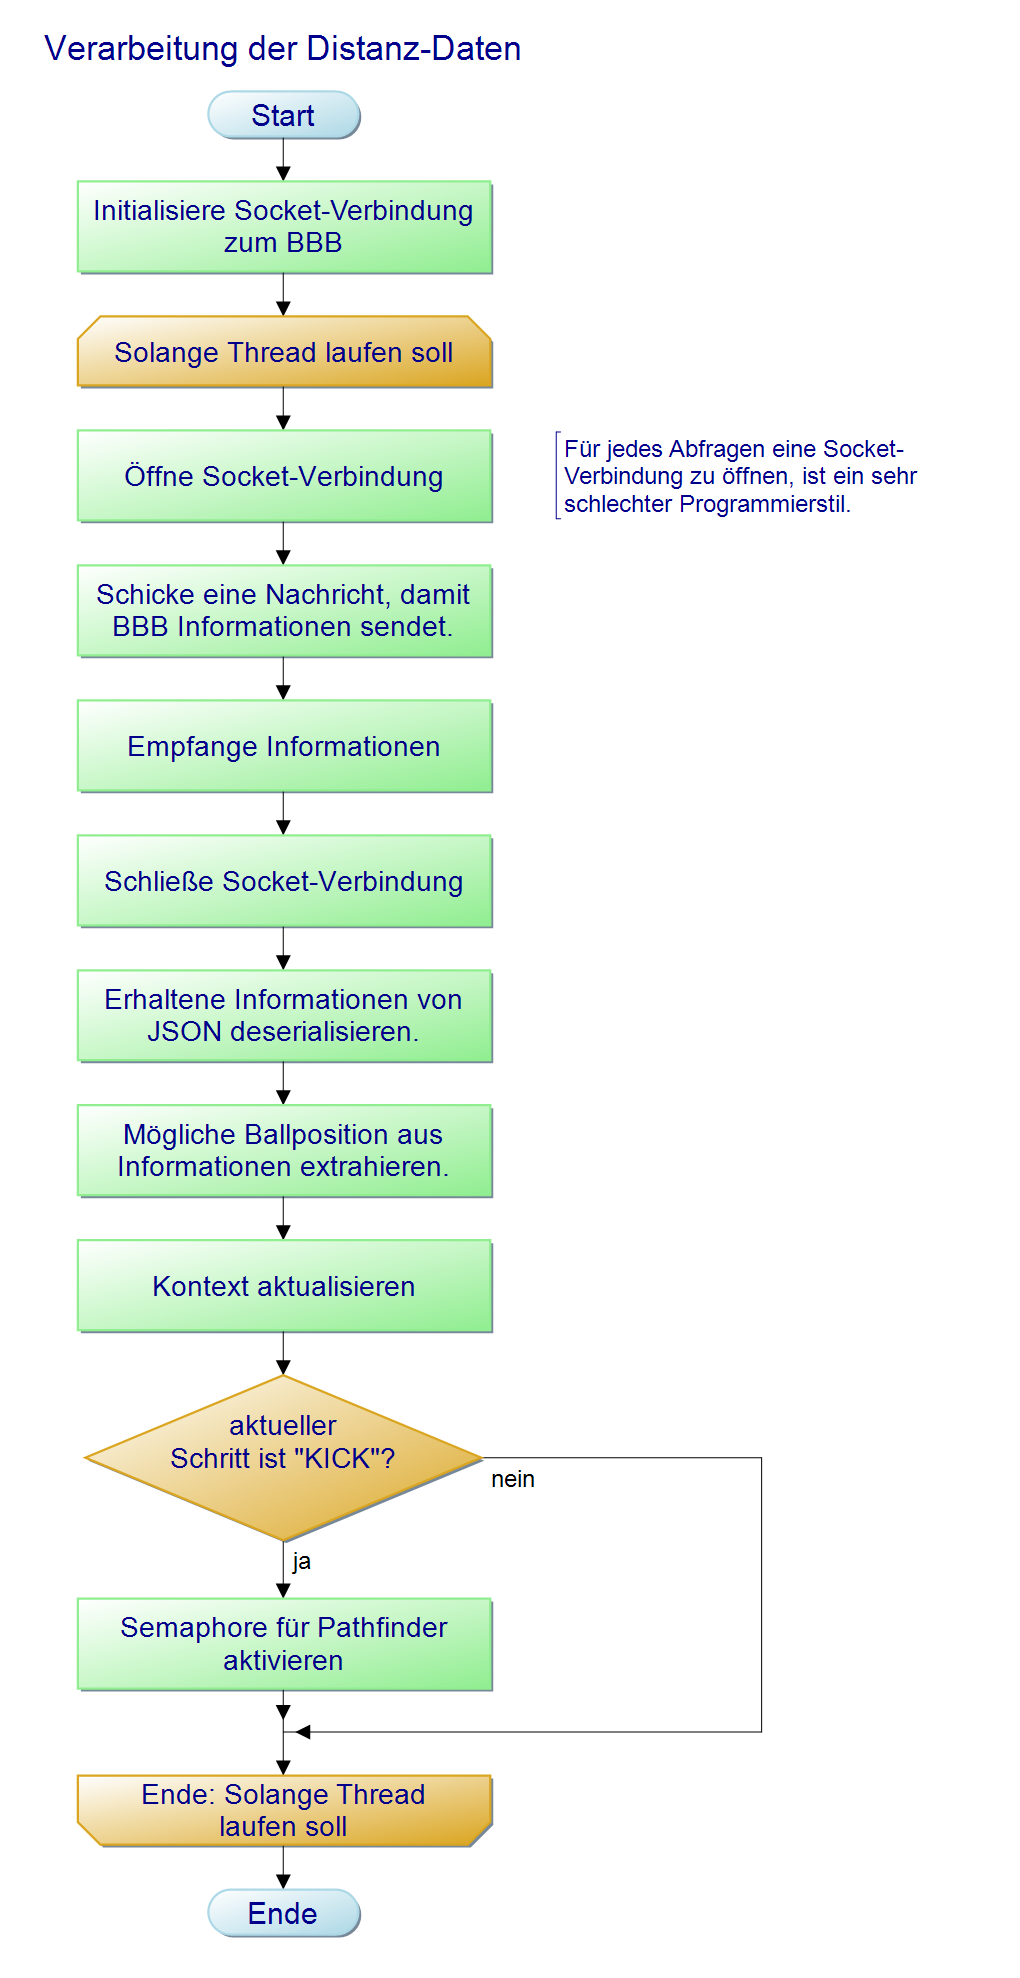 Verarbeitung der Distanz-Daten
Start
Initialisiere Socket-Verbindung
zum BBB
Solange Thread laufen soll
Öffne Socket-Verbindung
Für jedes Abfragen eine Socket-
Verbindung zu öffnen, ist ein sehr
schlechter Programmierstil.
Schicke eine Nachricht, damit
BBB Informationen sendet.
Empfange Informationen
Schließe Socket-Verbindung
Erhaltene Informationen von
JSON deserialisieren.
Mögliche Ballposition aus
Informationen extrahieren.
Kontext aktualisieren
aktueller
Schritt ist "KICK"?
nein
ja
Semaphore für Pathfinder
aktivieren
Ende: Solange Thread
laufen soll
Ende